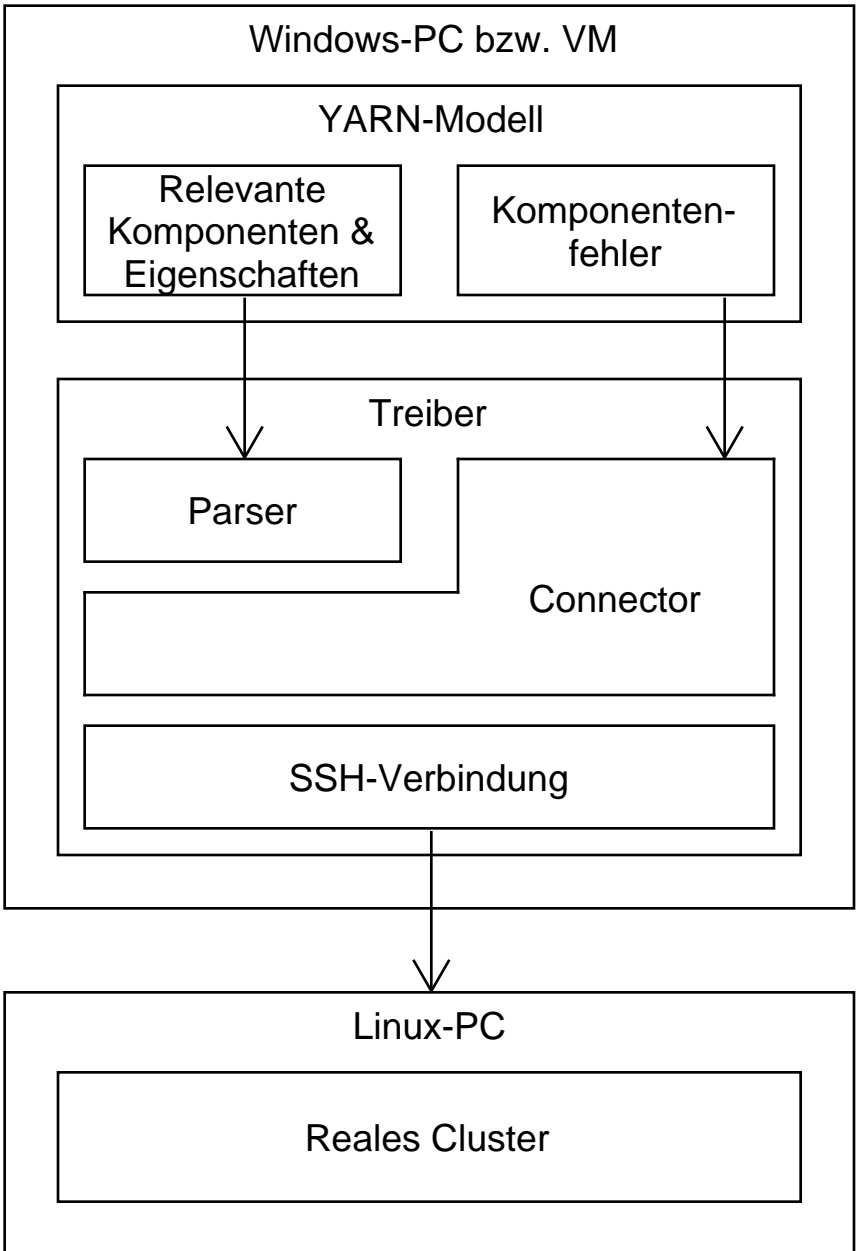 Windows-PC bzw. VM
YARN-Modell
Relevante
Komponenten &
Eigenschaften
Komponenten-
fehler
Treiber
Parser
Connector
SSH-Verbindung
Linux-PC
Reales Cluster